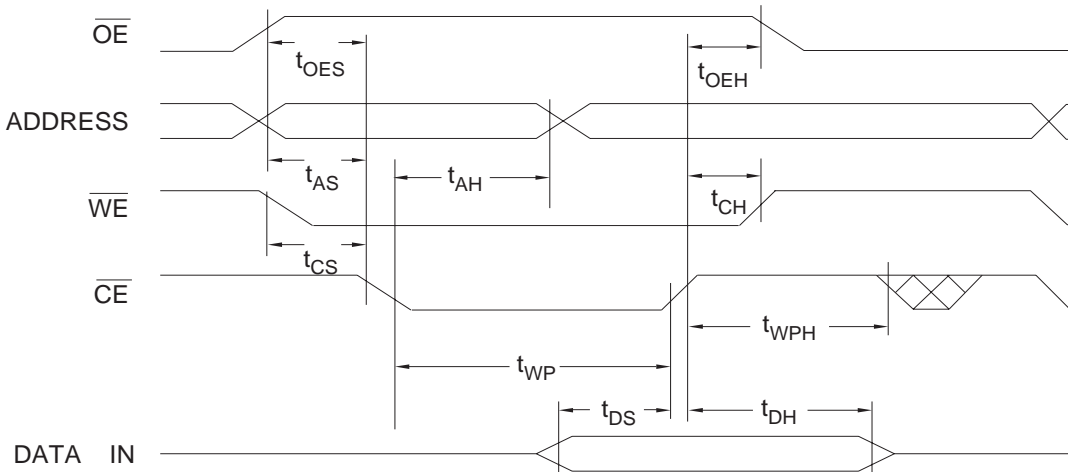 OE
tOES
tOEH
ADDRESS
tAS
tAH
tCH
WE
tCS
CE
tWPH
tWP
tDS
tDH
DATA IN